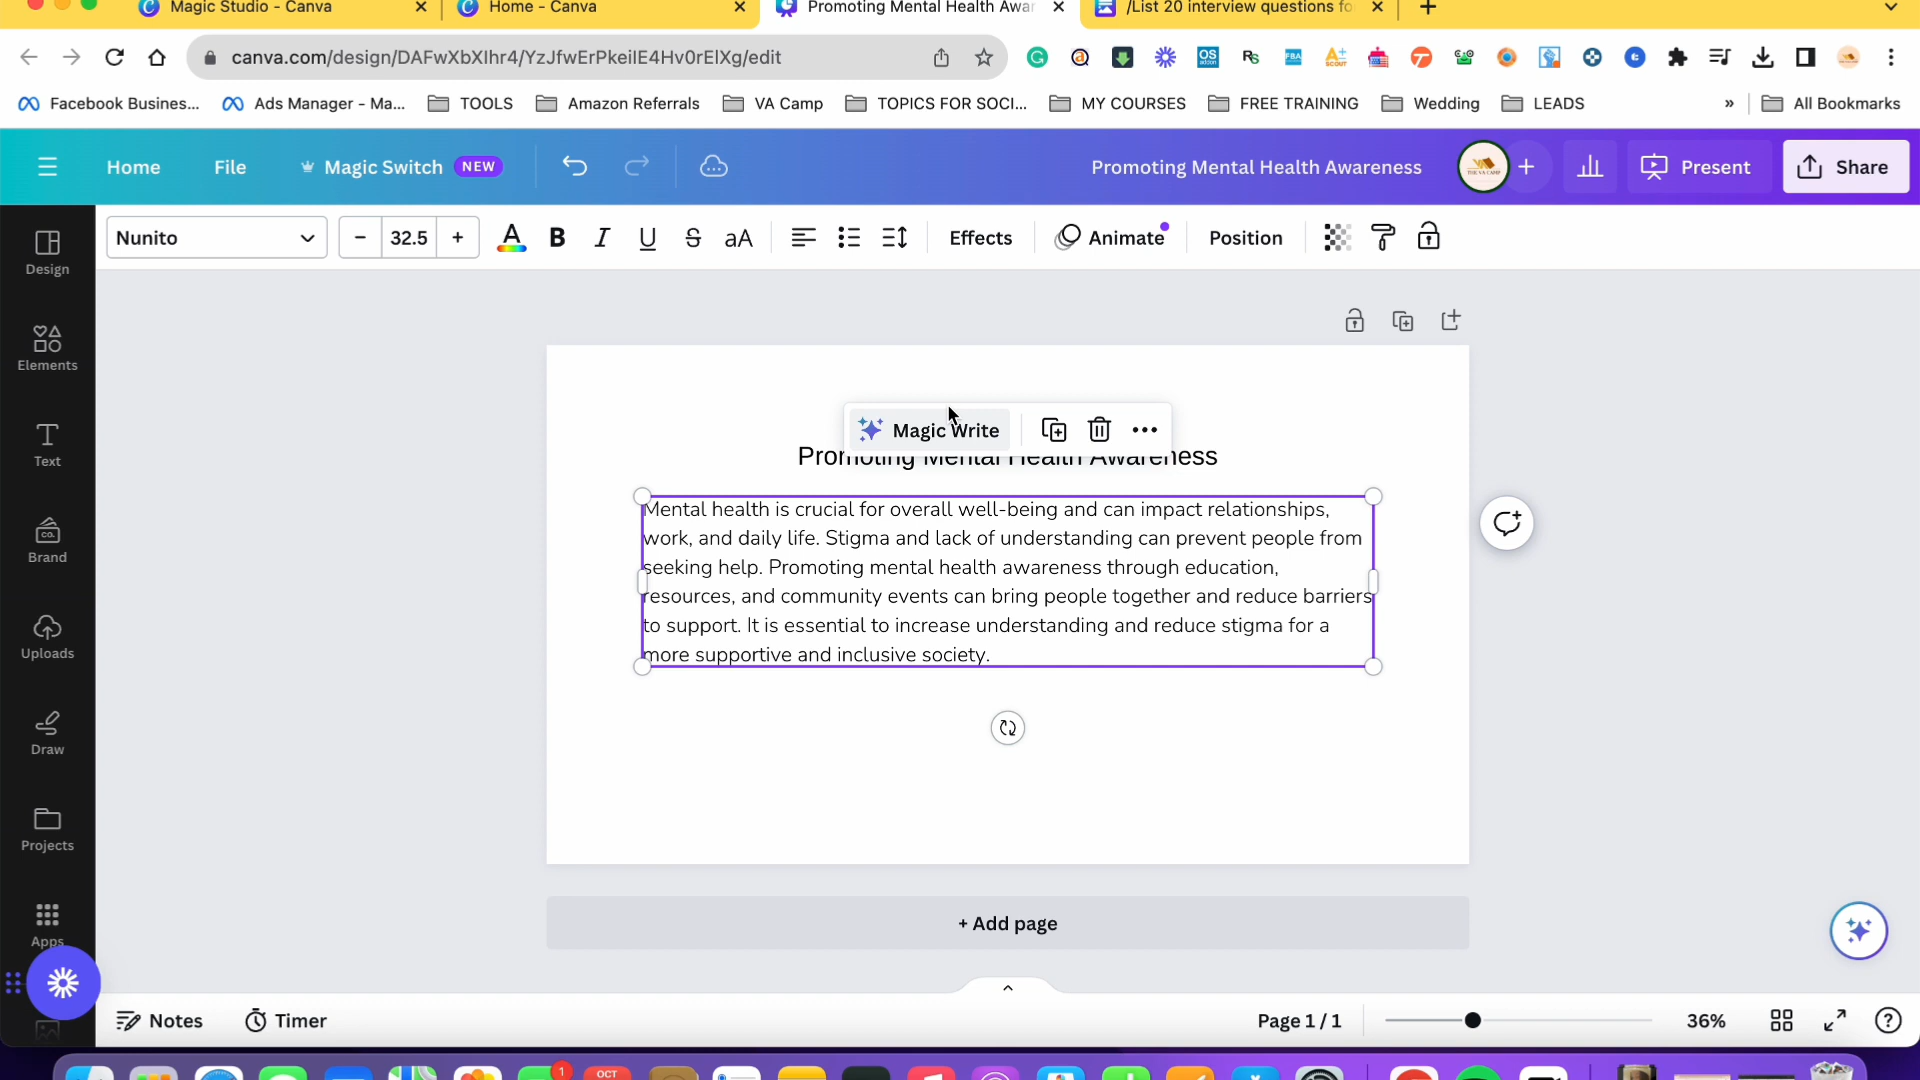 Magic Studio - Canva
Home - Canva
Promoting Mental Health Awar
/List 20 interview questions fo
canva.com/design/DAFwXbXIhr4/YzJfwErPkeilE4Hv0rElXg/edit
Facebook Busines...
Ads Manager - Ma...
TOOLS
Amazon Referrals
VA Camp
TOPICS FOR SOCI...
MY COURSES
FREE TRAINING
Wedding
LEADS
»
All Bookmarks
Home
File
Magic Switch NEW
Promoting Mental Health Awareness
Present
Share
Nunito
32.5
A B I U S aA
Effects
Animate
Position
Design
Elements
Text
Brand
Uploads
Draw
Projects
Apps
Magic Write
Promoting Mental Health Awareness
Mental health is crucial for overall well-being and can impact relationships,
work, and daily life. Stigma and lack of understanding can prevent people from
seeking help. Promoting mental health awareness through education,
resources, and community events can bring people together and reduce barriers
to support. It is essential to increase understanding and reduce stigma for a
more supportive and inclusive society.
+ Add page
Notes
Timer
Page 1 / 1
36%
1
OCT